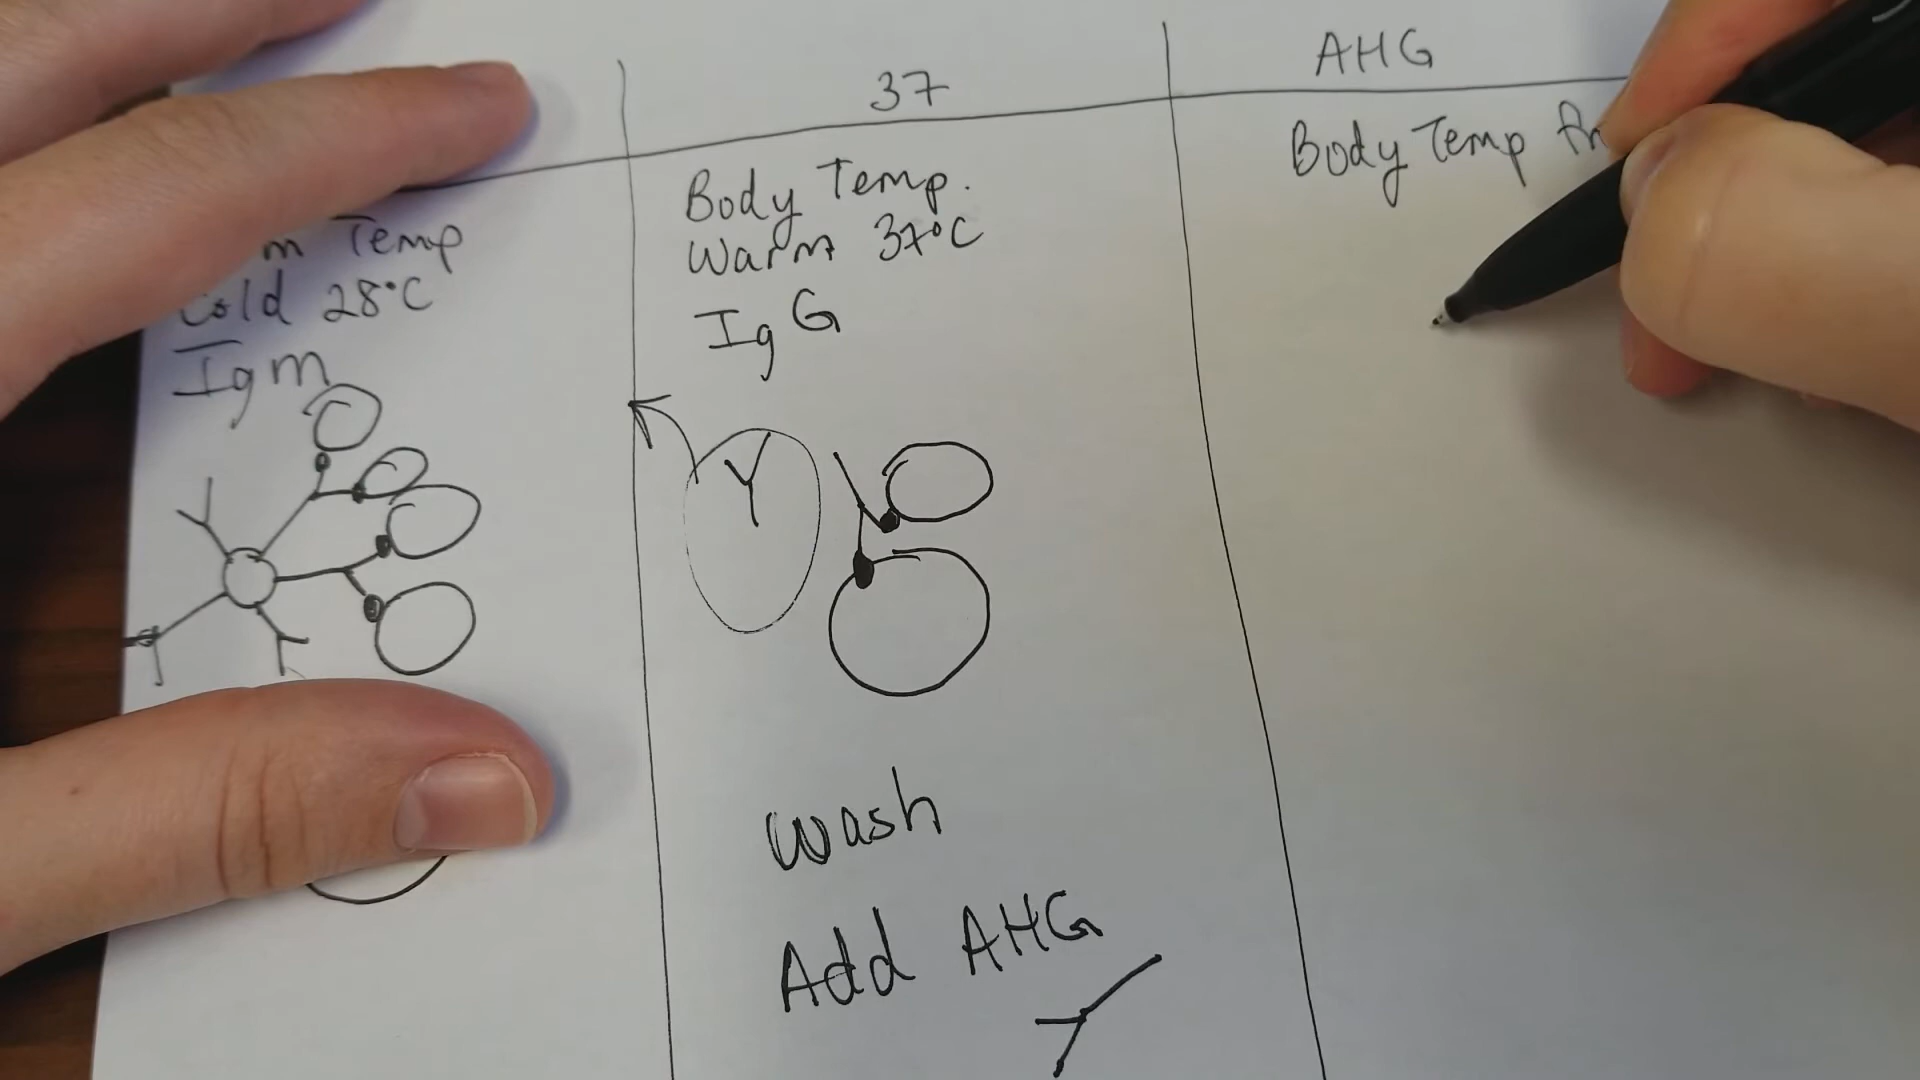 37
AHG
Temp
Cold 28°C
IgM
Body Temp.
Warm 37°C
IgG
Wash
Add AHG
Body Temp